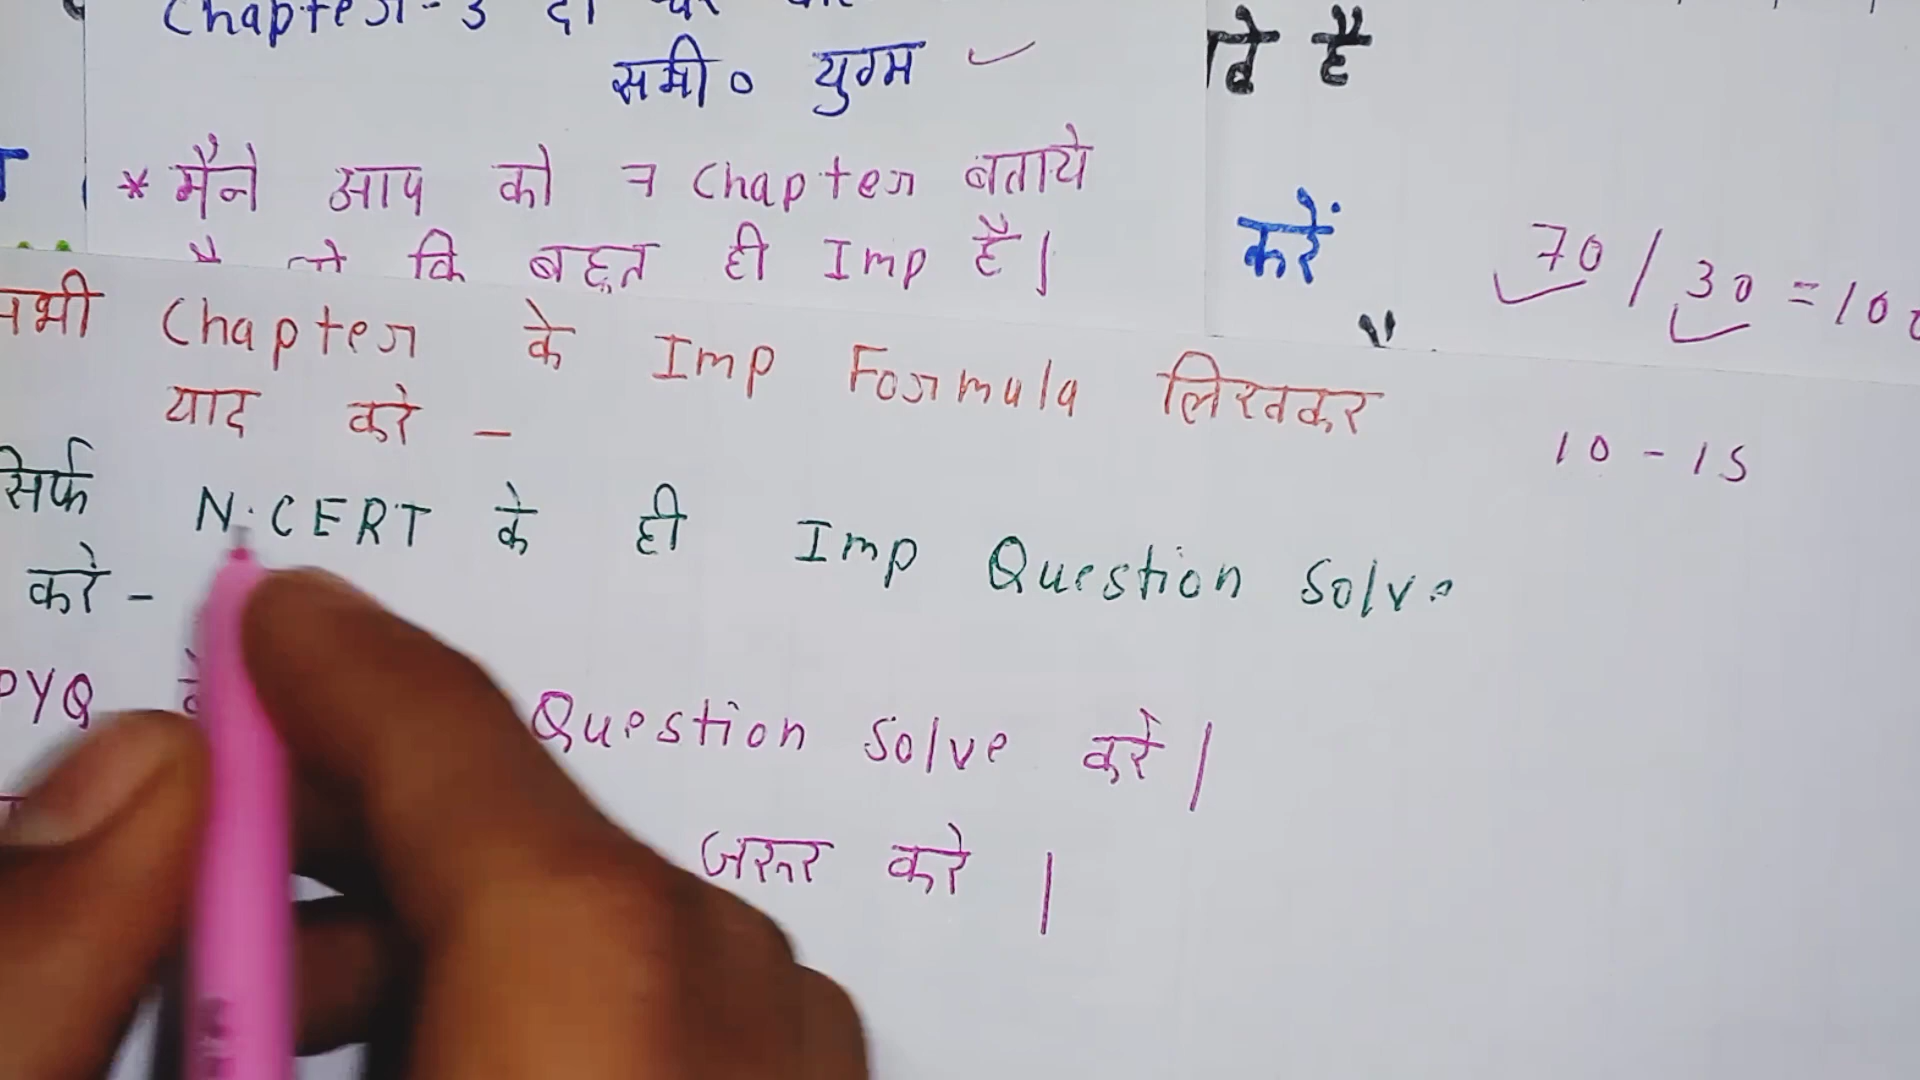 Chapter-3 दो चर
समी० युग्म
* मैने आप को 7 Chapter बताये
कि बहुत ही Imp है|
है
करें
70 / 30 = 10
सभी Chapter के Imp Formula लिखकर
याद करे -
10 - 15
सिर्फ N.CERT के ही Imp Question Solve
करे -
PYQ Question Solve करे|
जरुर करे |